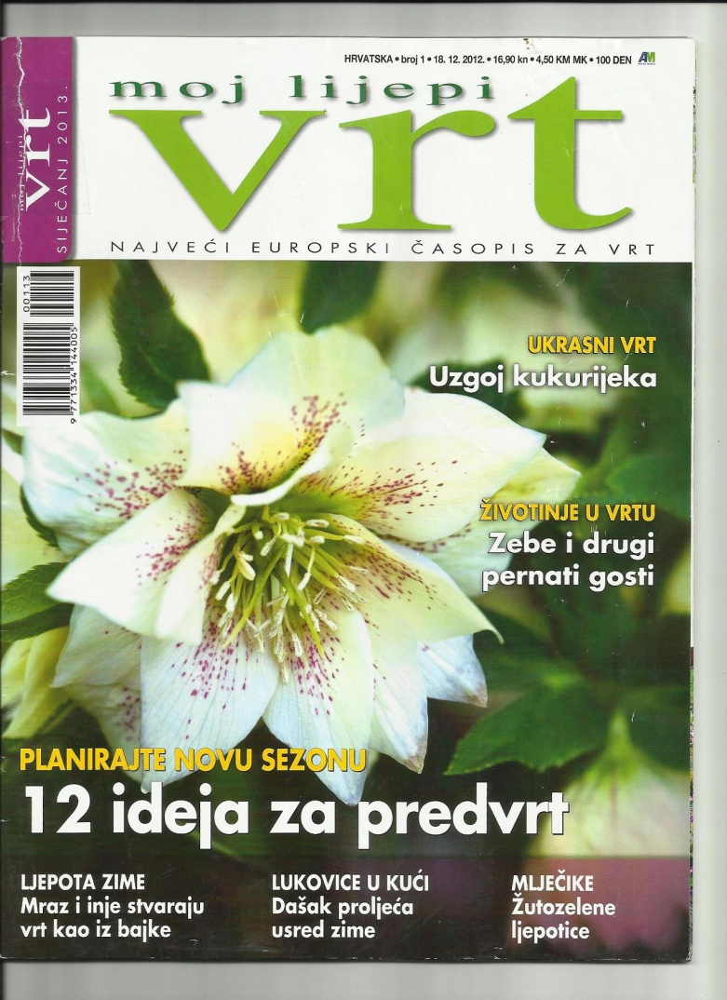 HRVATSKA • broj 1 • 18. 12. 2012. • 16,90 kn • 4,50 KM MK • 100 DEN AM
moj lijepi
vrt
NAJVEĆI EUROPSKI ČASOPIS ZA VRT
moj lijepi
vrt
SIJEČANJ 2013.
00113
9 771334 144005
UKRASNI VRT
Uzgoj kukurijeka
ŽIVOTINJE U VRTU
Zebe i drugi
pernati gosti
PLANIRAJTE NOVU SEZONU
12 ideja za predvrt
LJEPOTA ZIME
Mraz i inje stvaraju
vrt kao iz bajke
LUKOVICE U KUĆI
Dašak proljeća
usred zime
MLJEČIKE
Žutozelene
ljepotice